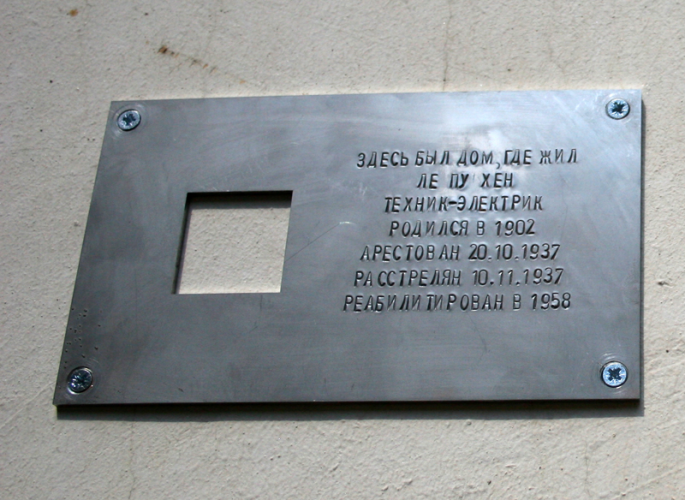 ЗДЕСЬ БЫЛ ДОМ, ГДЕ ЖИЛ
ЛЕ ПУ ХЕН
ТЕХНИК-ЭЛЕКТРИК
РОДИЛСЯ В 1902
АРЕСТОВАН 20.10.1937
РАССТРЕЛЯН 10.11.1937
РЕАБИЛИТИРОВАН В 1958